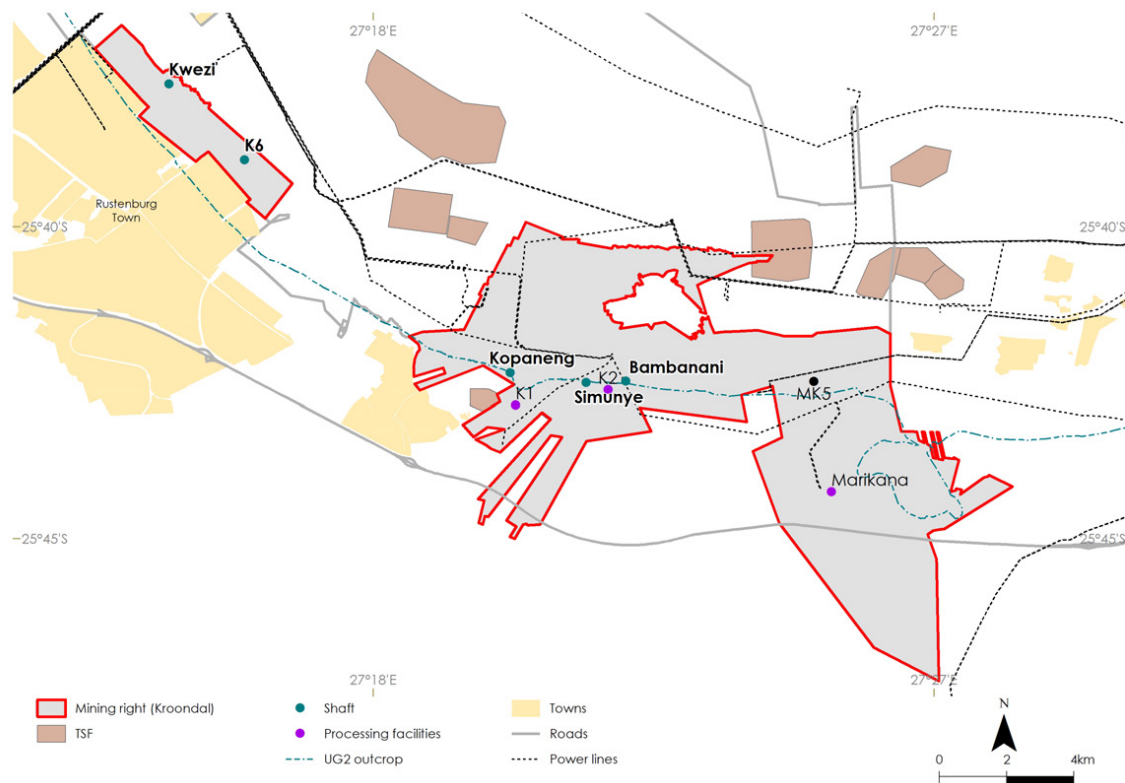 27°18'E
27°27'E
Kwezi
K6
Rustenburg
Town
25°40'S
25°40'S
Kopaneng
Bambanani
K2
K1
Simunye
MK5
Marikana
25°45'S
25°45'S
27°18'E
27°27'E
Mining right (Kroondal)
Shaft
Towns
N
TSF
Processing facilities
Roads
UG2 outcrop
Power lines
0 2 4km